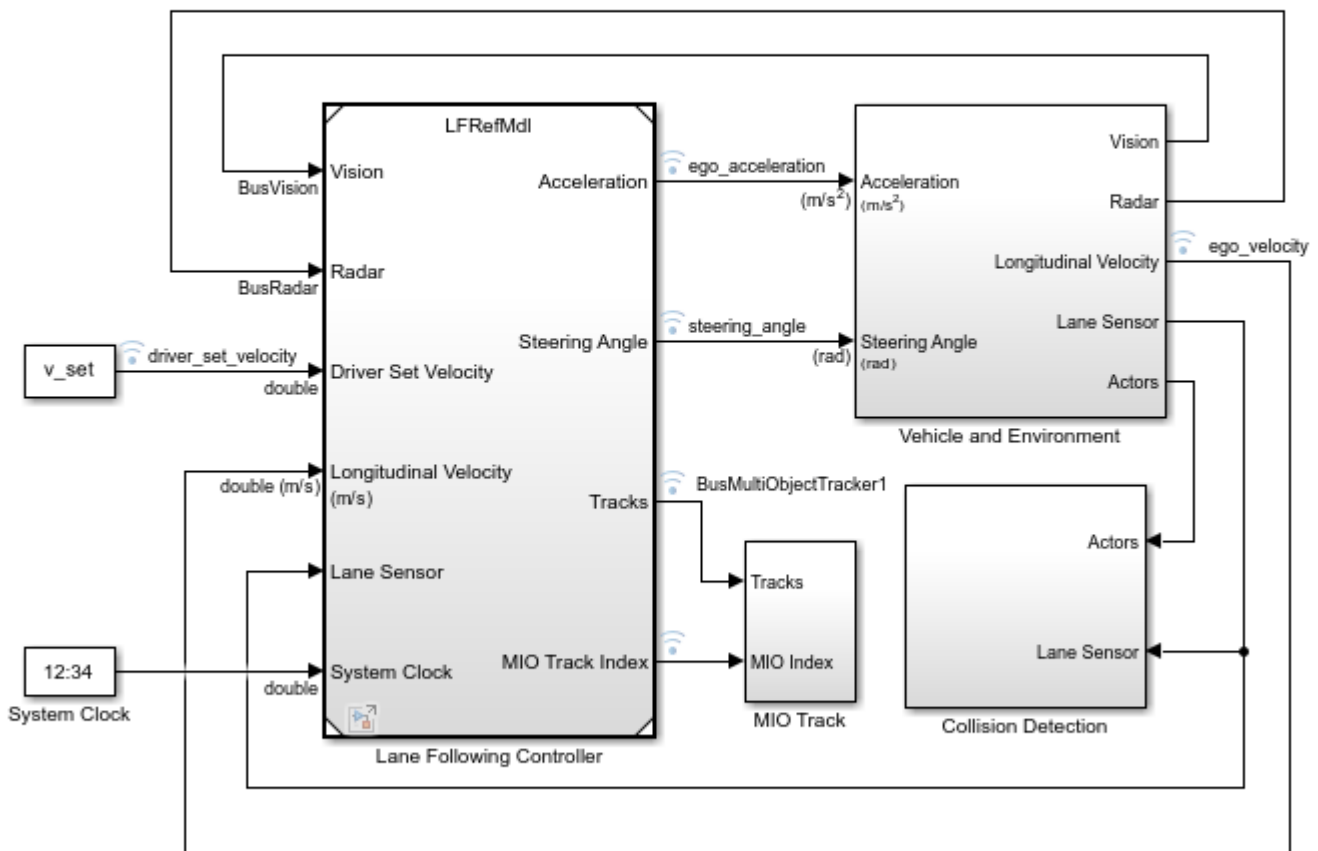 LFRefMdl
Vision
BusVision
Radar
BusRadar
v_set
driver_set_velocity
double
Driver Set Velocity
double (m/s)
Longitudinal Velocity
(m/s)
Lane Sensor
12:34
System Clock
double
System Clock
Acceleration
Steering Angle
Tracks
MIO Track Index
Lane Following Controller
ego_acceleration
(m/s²)
steering_angle
(rad)
BusMultiObjectTracker1
Tracks
MIO Index
MIO Track
Acceleration
(m/s²)
Steering Angle
(rad)
Vision
Radar
Longitudinal Velocity
Lane Sensor
Actors
Vehicle and Environment
ego_velocity
Actors
Lane Sensor
Collision Detection